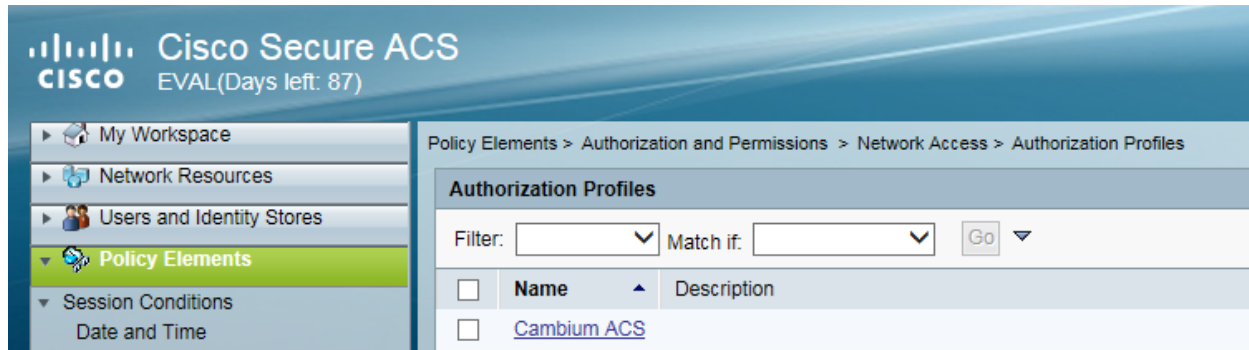 Cisco Secure ACS
CISCO EVAL(Days left: 87)
My Workspace
Network Resources
Users and Identity Stores
Policy Elements
Session Conditions
Date and Time
Policy Elements > Authorization and Permissions > Network Access > Authorization Profiles
Authorization Profiles
Filter: Match if: Go
Name Description
Cambium ACS